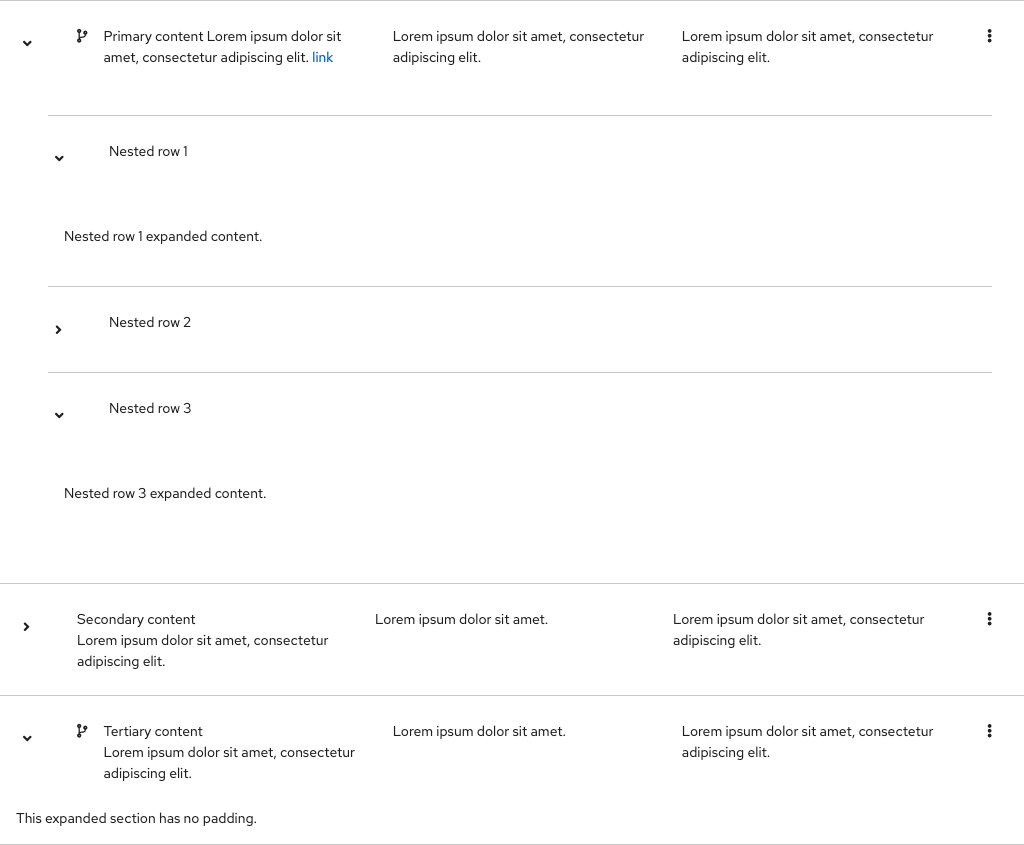 Primary content Lorem ipsum dolor sit
amet, consectetur adipiscing elit. link
Lorem ipsum dolor sit amet, consectetur
adipiscing elit.
Lorem ipsum dolor sit amet, consectetur
adipiscing elit.
Nested row 1
Nested row 1 expanded content.
Nested row 2
Nested row 3
Nested row 3 expanded content.
Secondary content
Lorem ipsum dolor sit amet, consectetur
adipiscing elit.
Lorem ipsum dolor sit amet.
Lorem ipsum dolor sit amet, consectetur
adipiscing elit.
Tertiary content
Lorem ipsum dolor sit amet, consectetur
adipiscing elit.
Lorem ipsum dolor sit amet.
Lorem ipsum dolor sit amet, consectetur
adipiscing elit.
This expanded section has no padding.